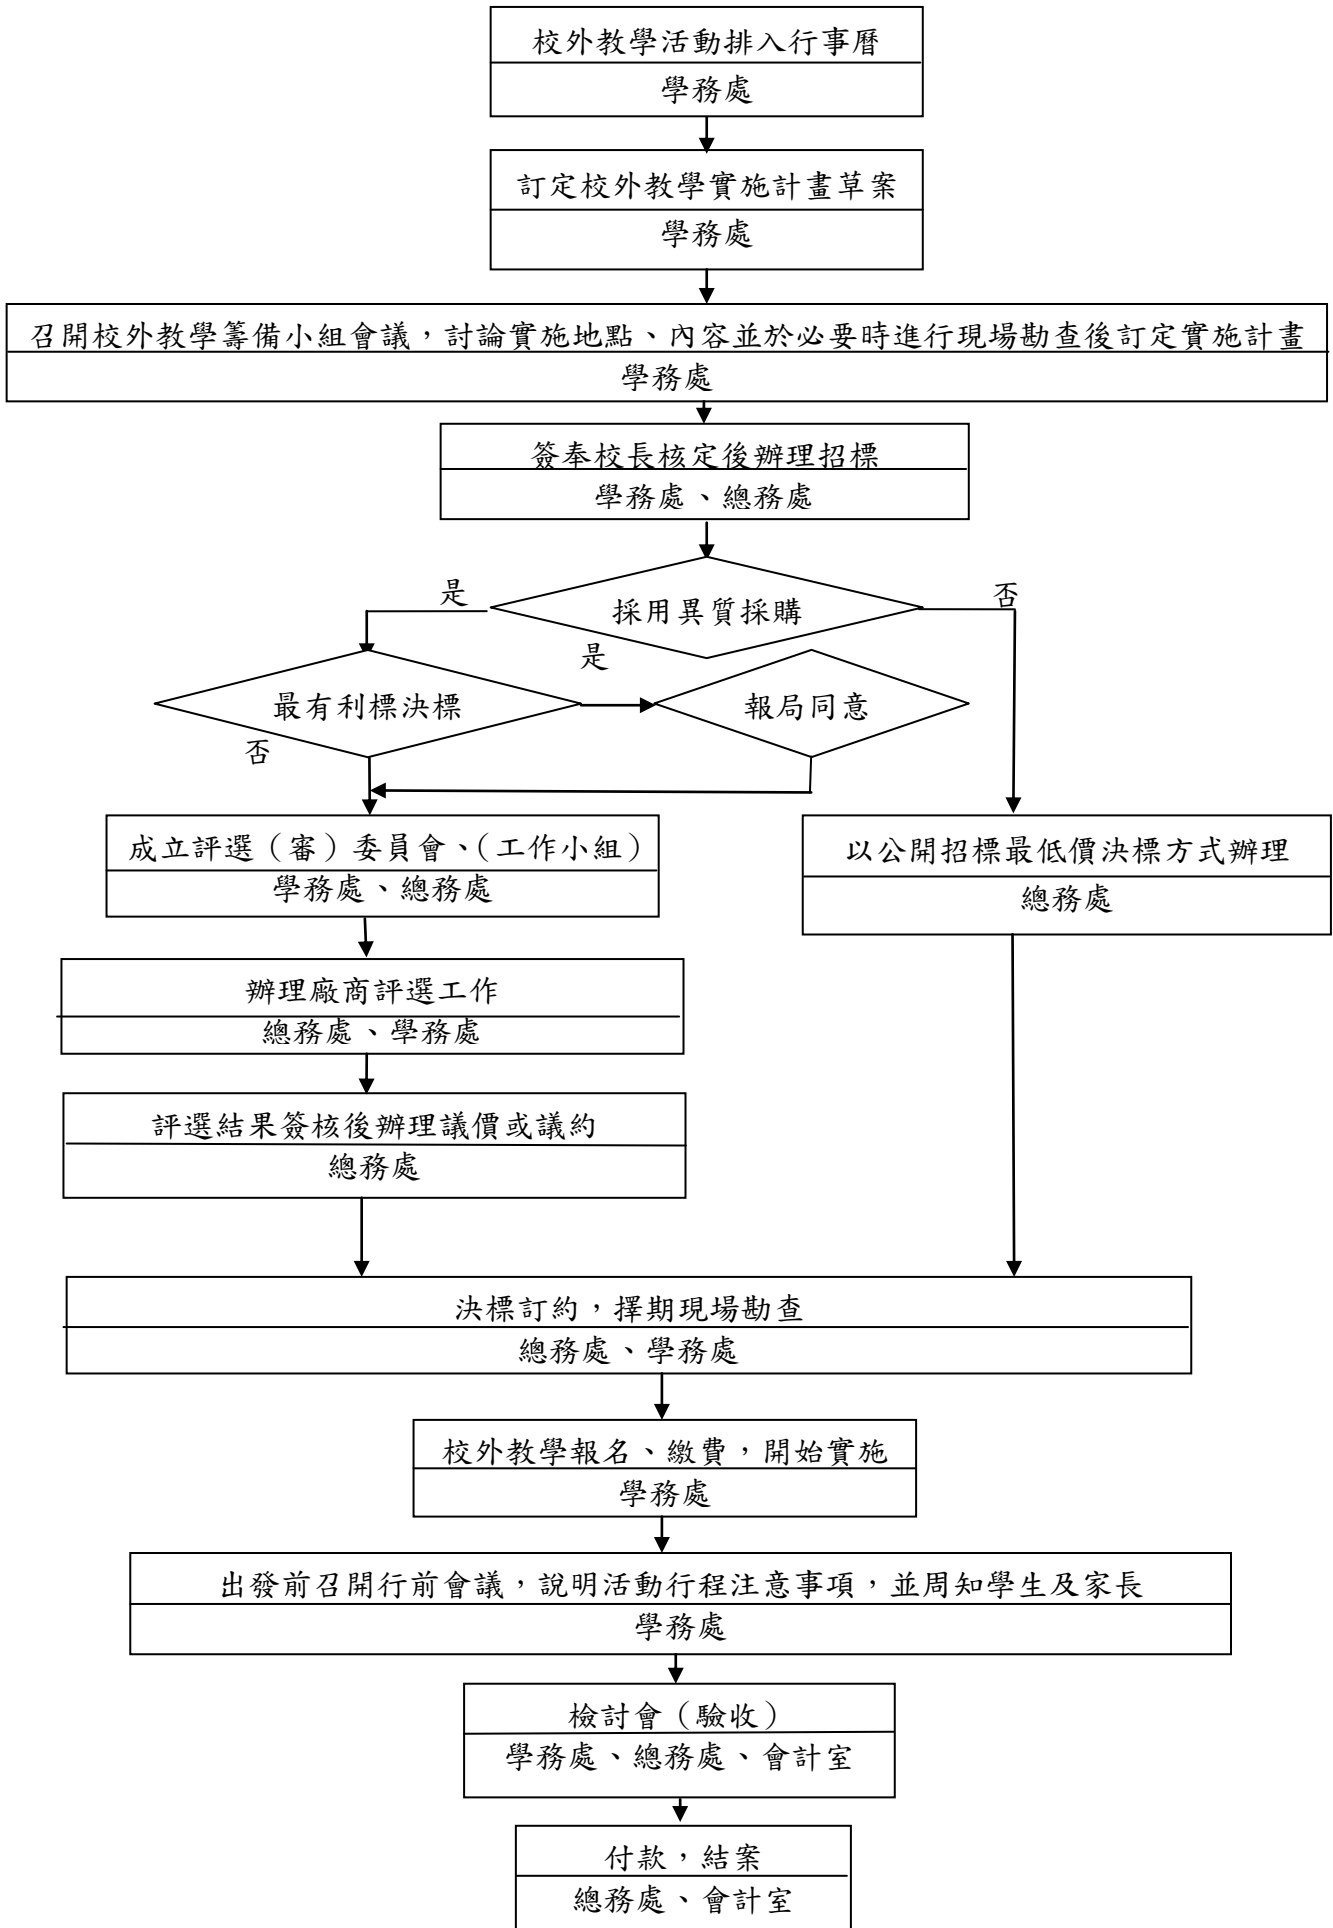 校外教學活動排入行事曆
學務處
訂定校外教學實施計畫草案
學務處
召開校外教學籌備小組會議，討論實施地點、內容並於必要時進行現場勘查後訂定實施計畫
學務處
簽奉校長核定後辦理招標
學務處、總務處
是
採用異質採購
否
是
最有利標決標
報局同意
否
成立評選（審）委員會、（工作小組）
學務處、總務處
以公開招標最低價決標方式辦理
總務處
辦理廠商評選工作
總務處、學務處
評選結果簽核後辦理議價或議約
總務處
決標訂約，擇期現場勘查
總務處、學務處
校外教學報名、繳費，開始實施
學務處
出發前召開行前會議，說明活動行程注意事項，並周知學生及家長
學務處
檢討會（驗收）
學務處、總務處、會計室
付款，結案
總務處、會計室